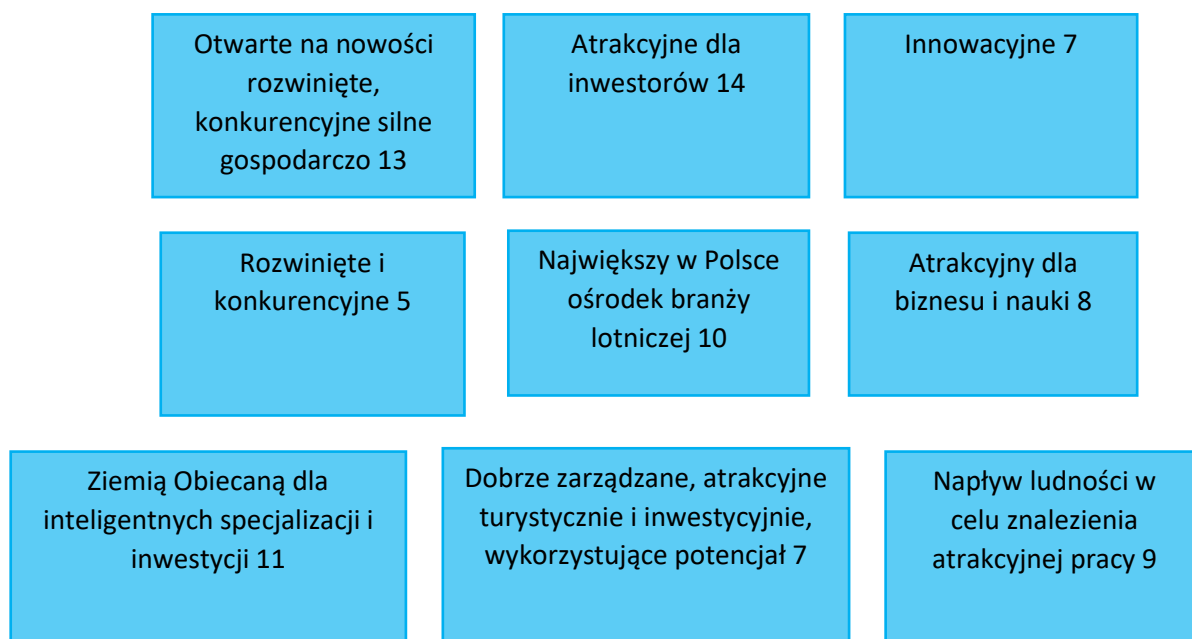 Otwarte na nowości
rozwinięte,
konkurencyjne silne
gospodarczo 13
Atrakcyjne dla
inwestorów 14
Innowacyjne 7
Rozwinięte i
konkurencyjne 5
Największy w Polsce
ośrodek branży
lotniczej 10
Atrakcyjny dla
biznesu i nauki 8
Ziemią Obiecaną dla
inteligentnych specjalizacji i
inwestycji 11
Dobrze zarządzane, atrakcyjne
turystycznie i inwestycyjnie,
wykorzystujące potencjał 7
Napływ ludności w
celu znalezienia
atrakcyjnej pracy 9